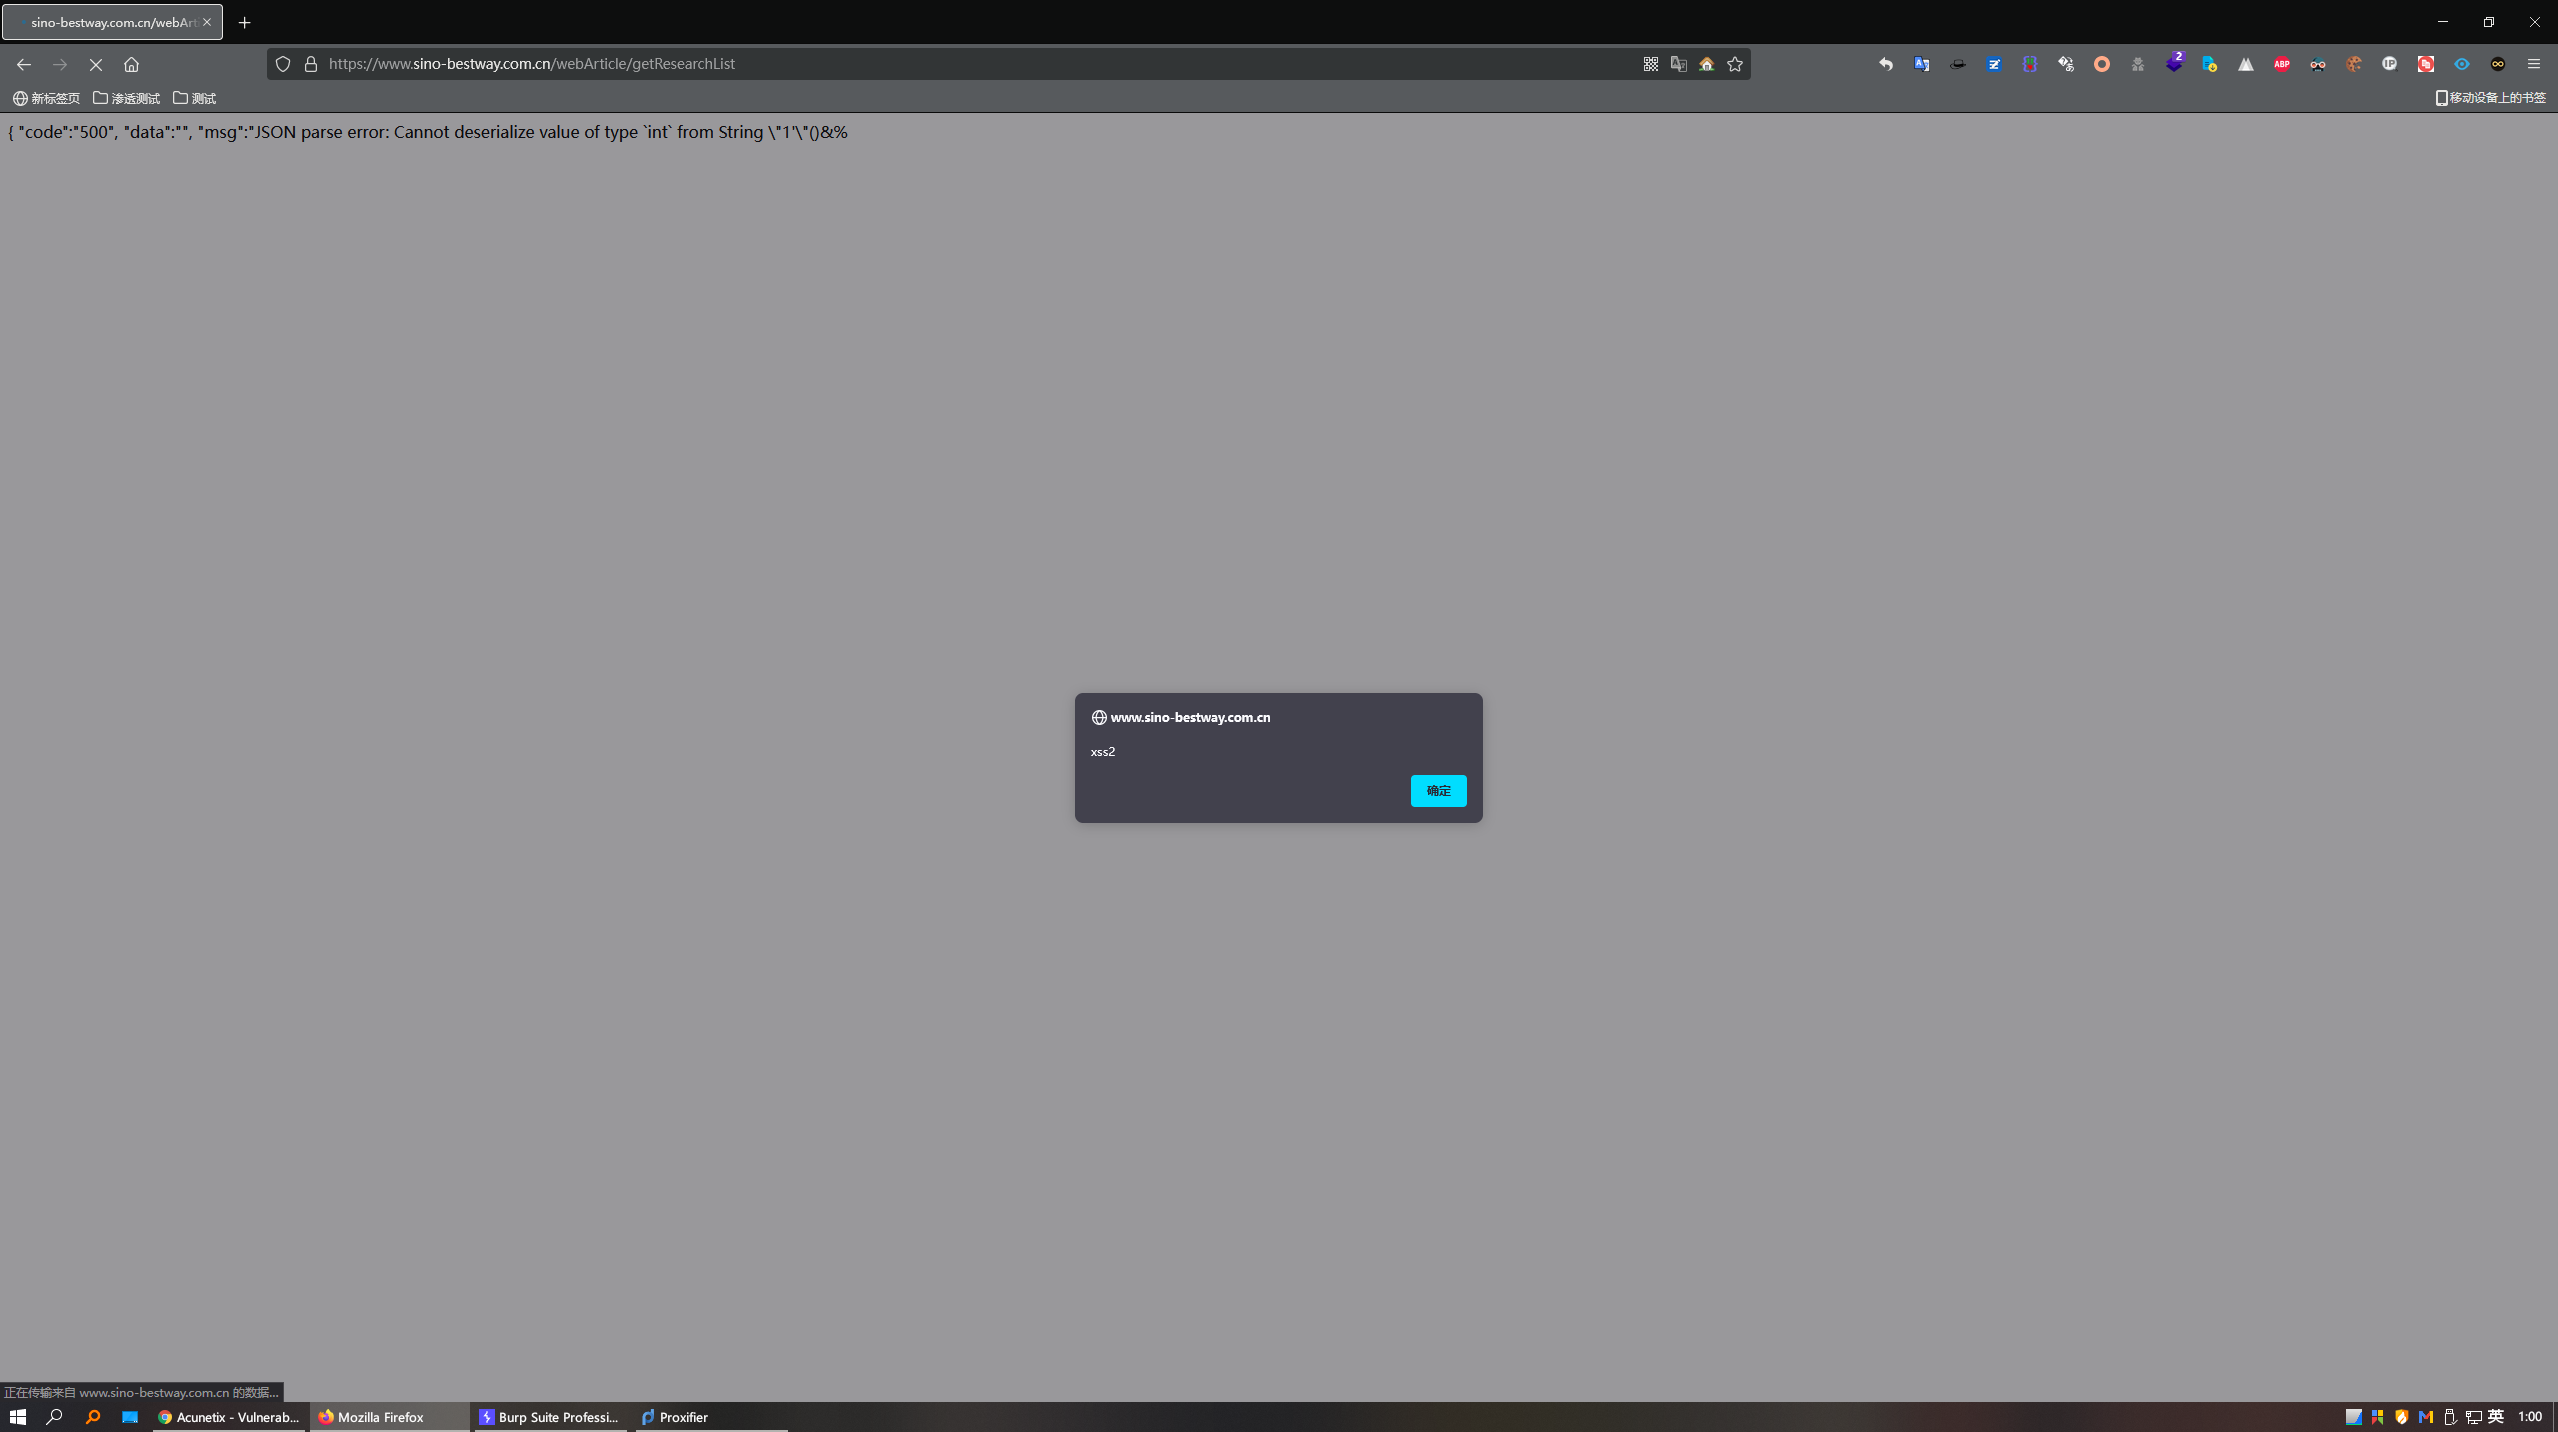 sino-bestway.com.cn/webArti
https://www.sino-bestway.com.cn/webArticle/getResearchList
2
ABP
IP
新标签页
渗透测试
测试
移动设备上的书签
{ "code":"500", "data":"", "msg":"JSON parse error: Cannot deserialize value of type `int` from String \"1'\"()&%
www.sino-bestway.com.cn
xss2
确定
正在传输来自 www.sino-bestway.com.cn 的数据...
Acunetix - Vulnerab...
Mozilla Firefox
Burp Suite Professi...
Proxifier
英
1:00